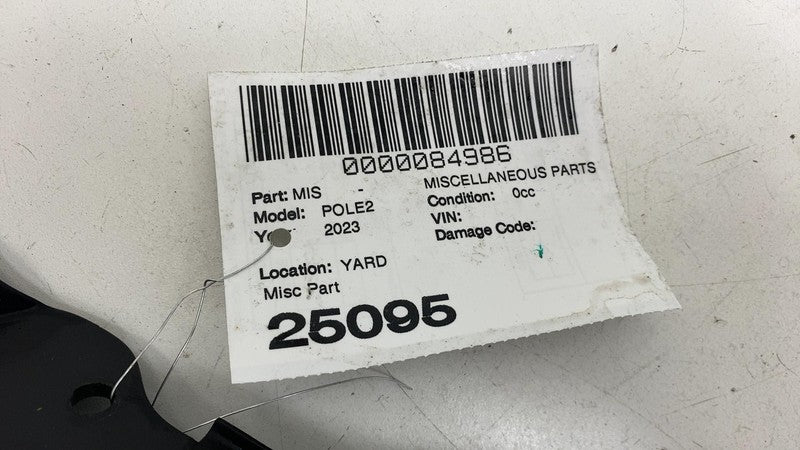 0000084986
Part: MIS - MISCELLANEOUS PARTS
Model: POLE2 Condition: 0cc
2023 VIN:
Damage Code:
Location: YARD
Misc Part
25095